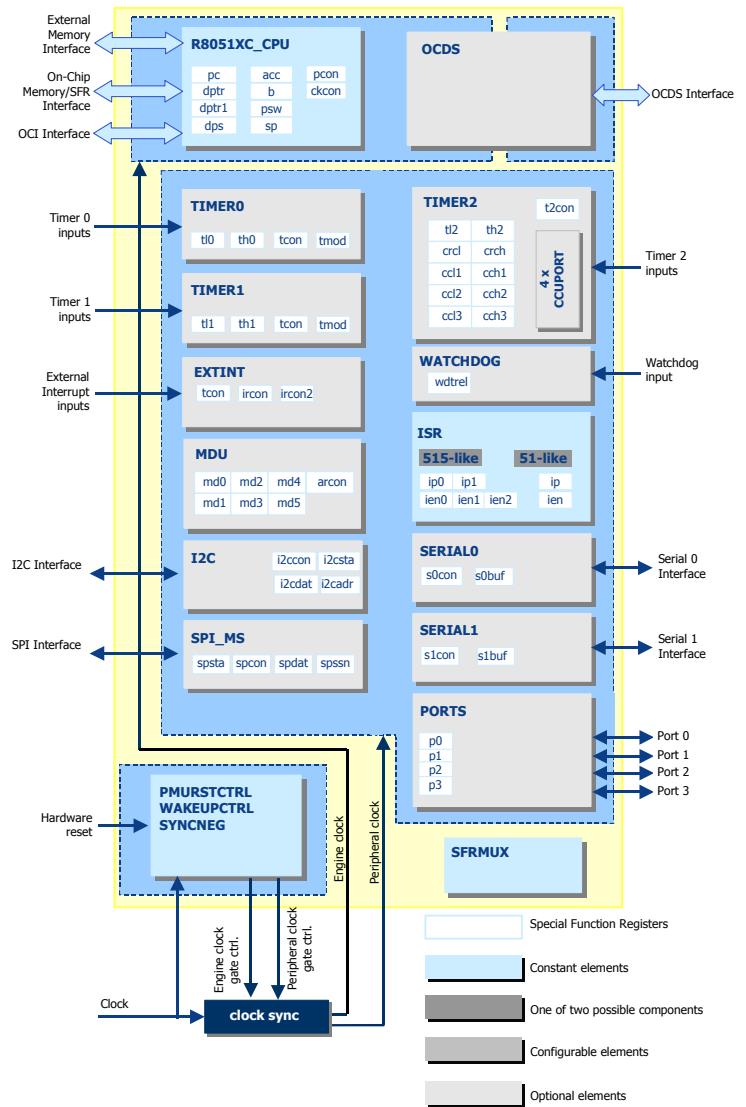 External
Memory
Interface
On-Chip
Memory/SFR
Interface
OCI Interface
R8051XC_CPU
pc acc pcon
dptr b ckcon
dptr1 psw
dps sp
OCDS
OCDS Interface
Timer 0
inputs
TIMER0
tl0 th0 tcon tmod
Timer 1
inputs
TIMER1
tl1 th1 tcon tmod
External
Interrupt
inputs
EXTINT
tcon ircon ircon2
MDU
md0 md2 md4 arcon
md1 md3 md5
I2C Interface
I2C
i2ccon i2csta
i2cdat i2cadr
SPI Interface
SPI_MS
spsta spcon spdat spssn
TIMER2
t2con
tl2 th2
crcl crch
ccl1 cch1
ccl2 cch2
ccl3 cch3
4 x
CCUPORT
Timer 2
inputs
WATCHDOG
wdtrel
Watchdog
input
ISR
515-like 51-like
ip0 ip1 ip
ien0 ien1 ien2 ien
SERIAL0
s0con s0buf
Serial 0
Interface
SERIAL1
s1con s1buf
Serial 1
Interface
PORTS
p0
p1
p2
p3
Port 0
Port 1
Port 2
Port 3
Hardware
reset
PMURSTCTRL
WAKEUPCTRL
SYNCNEG
Engine clock
Peripheral clock
SFRMUX
Engine clock
gate ctrl.
Peripheral clock
gate ctrl.
Clock
clock sync
Special Function Registers
Constant elements
One of two possible components
Configurable elements
Optional elements